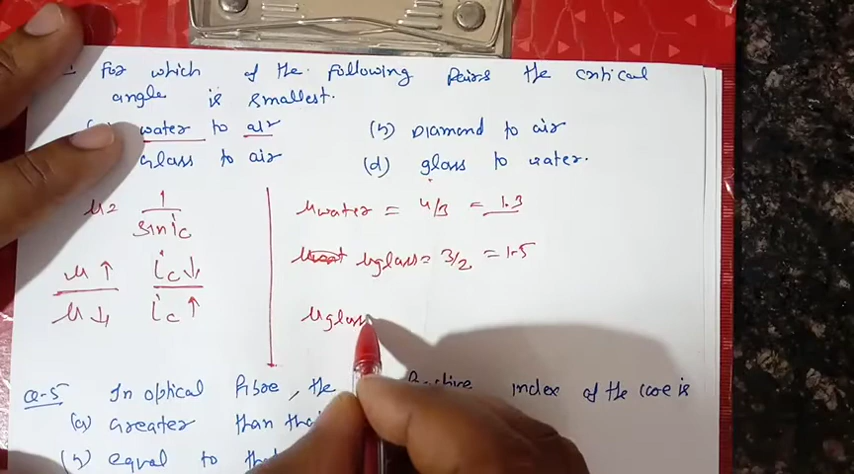 for which of the following pairs the critical
angle is smallest.
water to air (b) Diamond to air
Glass to air (d) glass to water.
μ = 1/sin ic μwater = 4/3 = 1.3
μglass = 3/2 = 1.5
μ↑ ic↓
μ↓ ic↑
μglass
Q-5 In optical fibre, the index of the core is
(a) Greater than
(b) equal to